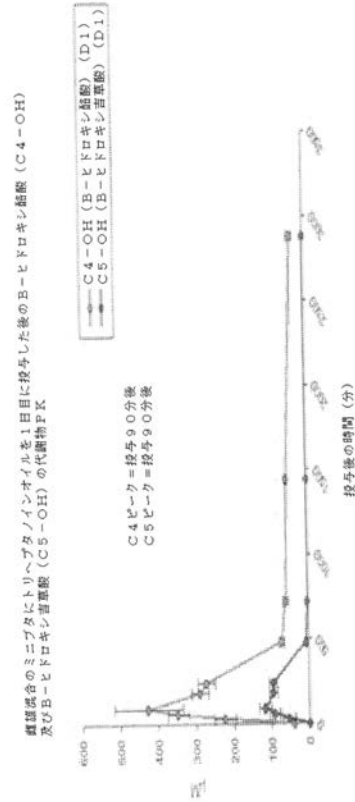 雌雄混合のミニブタにトリヘプタノインオイルを1日目に投与した後のB-ヒドロキシ酪酸（C4-OH）
及びB-ヒドロキシ吉草酸（C5-OH）の代謝物PK
C4-OH（B-ヒドロキシ酪酸）（D1）
C5-OH（B-ヒドロキシ吉草酸）（D1）
C4ピーク=投与90分後
C5ピーク=投与90分後
600
500
400
300
200
100
0
投与後の時間（分）